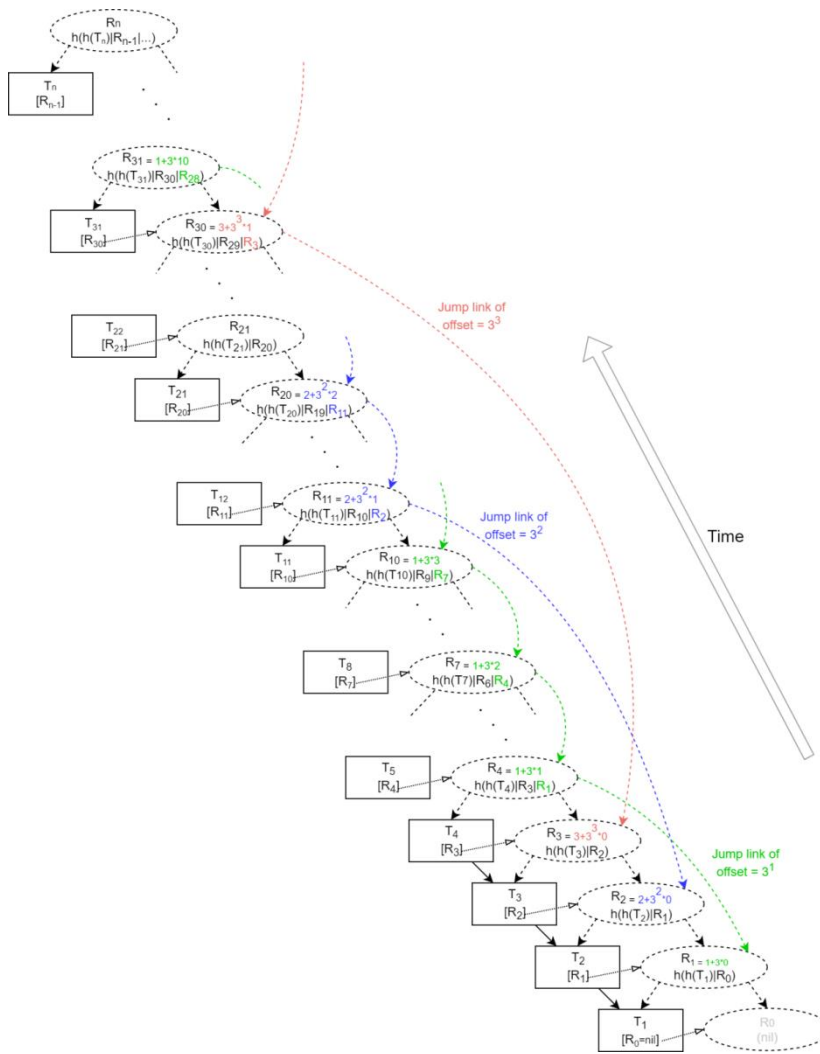 Rn
h(h(Tn)|Rn-1|...)
Tn
[Rn-1]
R31 = 1+3*10
h(h(T31)|R30|R28)
T31
[R30]
R30 = 3+3^3*1
h(h(T30)|R29|R3)
Jump link of
offset = 3^3
T22
[R21]
R21
h(h(T21)|R20)
T21
[R20]
R20 = 2+3^2*2
h(h(T20)|R19|R11)
T12
[R11]
R11 = 2+3^2*1
h(h(T11)|R10|R2)
Jump link of
offset = 3^2
Time
T11
[R10]
R10 = 1+3*3
h(h(T10)|R9|R7)
T8
[R7]
R7 = 1+3*2
h(h(T7)|R6|R4)
T5
[R4]
R4 = 1+3*1
h(h(T4)|R3|R1)
T4
[R3]
R3 = 3+3^3*0
h(h(T3)|R2)
Jump link of
offset = 3^1
T3
[R2]
R2 = 2+3^2*0
h(h(T2)|R1)
T2
[R1]
R1 = 1+3*0
h(h(T1)|R0)
T1
[R0=nil]
R0
(nil)